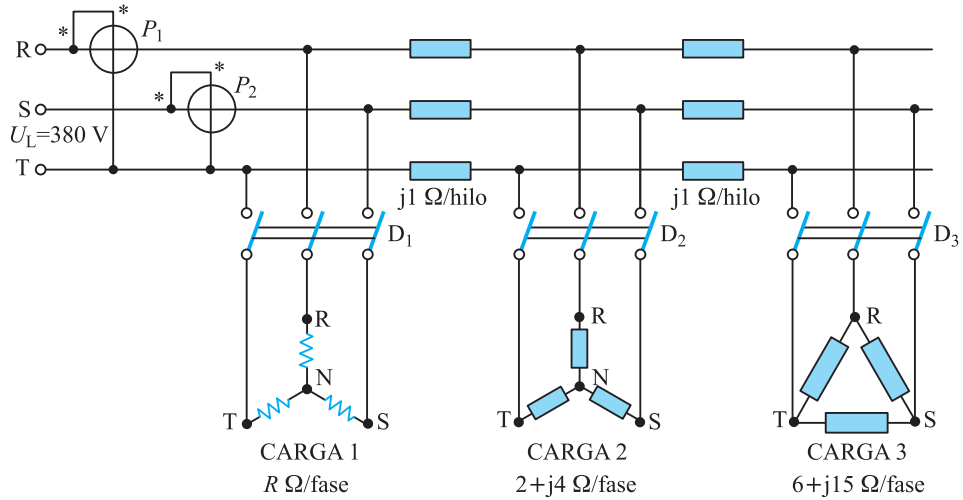 * * P₁
R
* * P₂
S
U_L=380 V
T
j1 Ω/hilo j1 Ω/hilo
D₁ D₂ D₃
R R R
N N
T S T S T S
CARGA 1 CARGA 2 CARGA 3
R Ω/fase 2+j4 Ω/fase 6+j15 Ω/fase